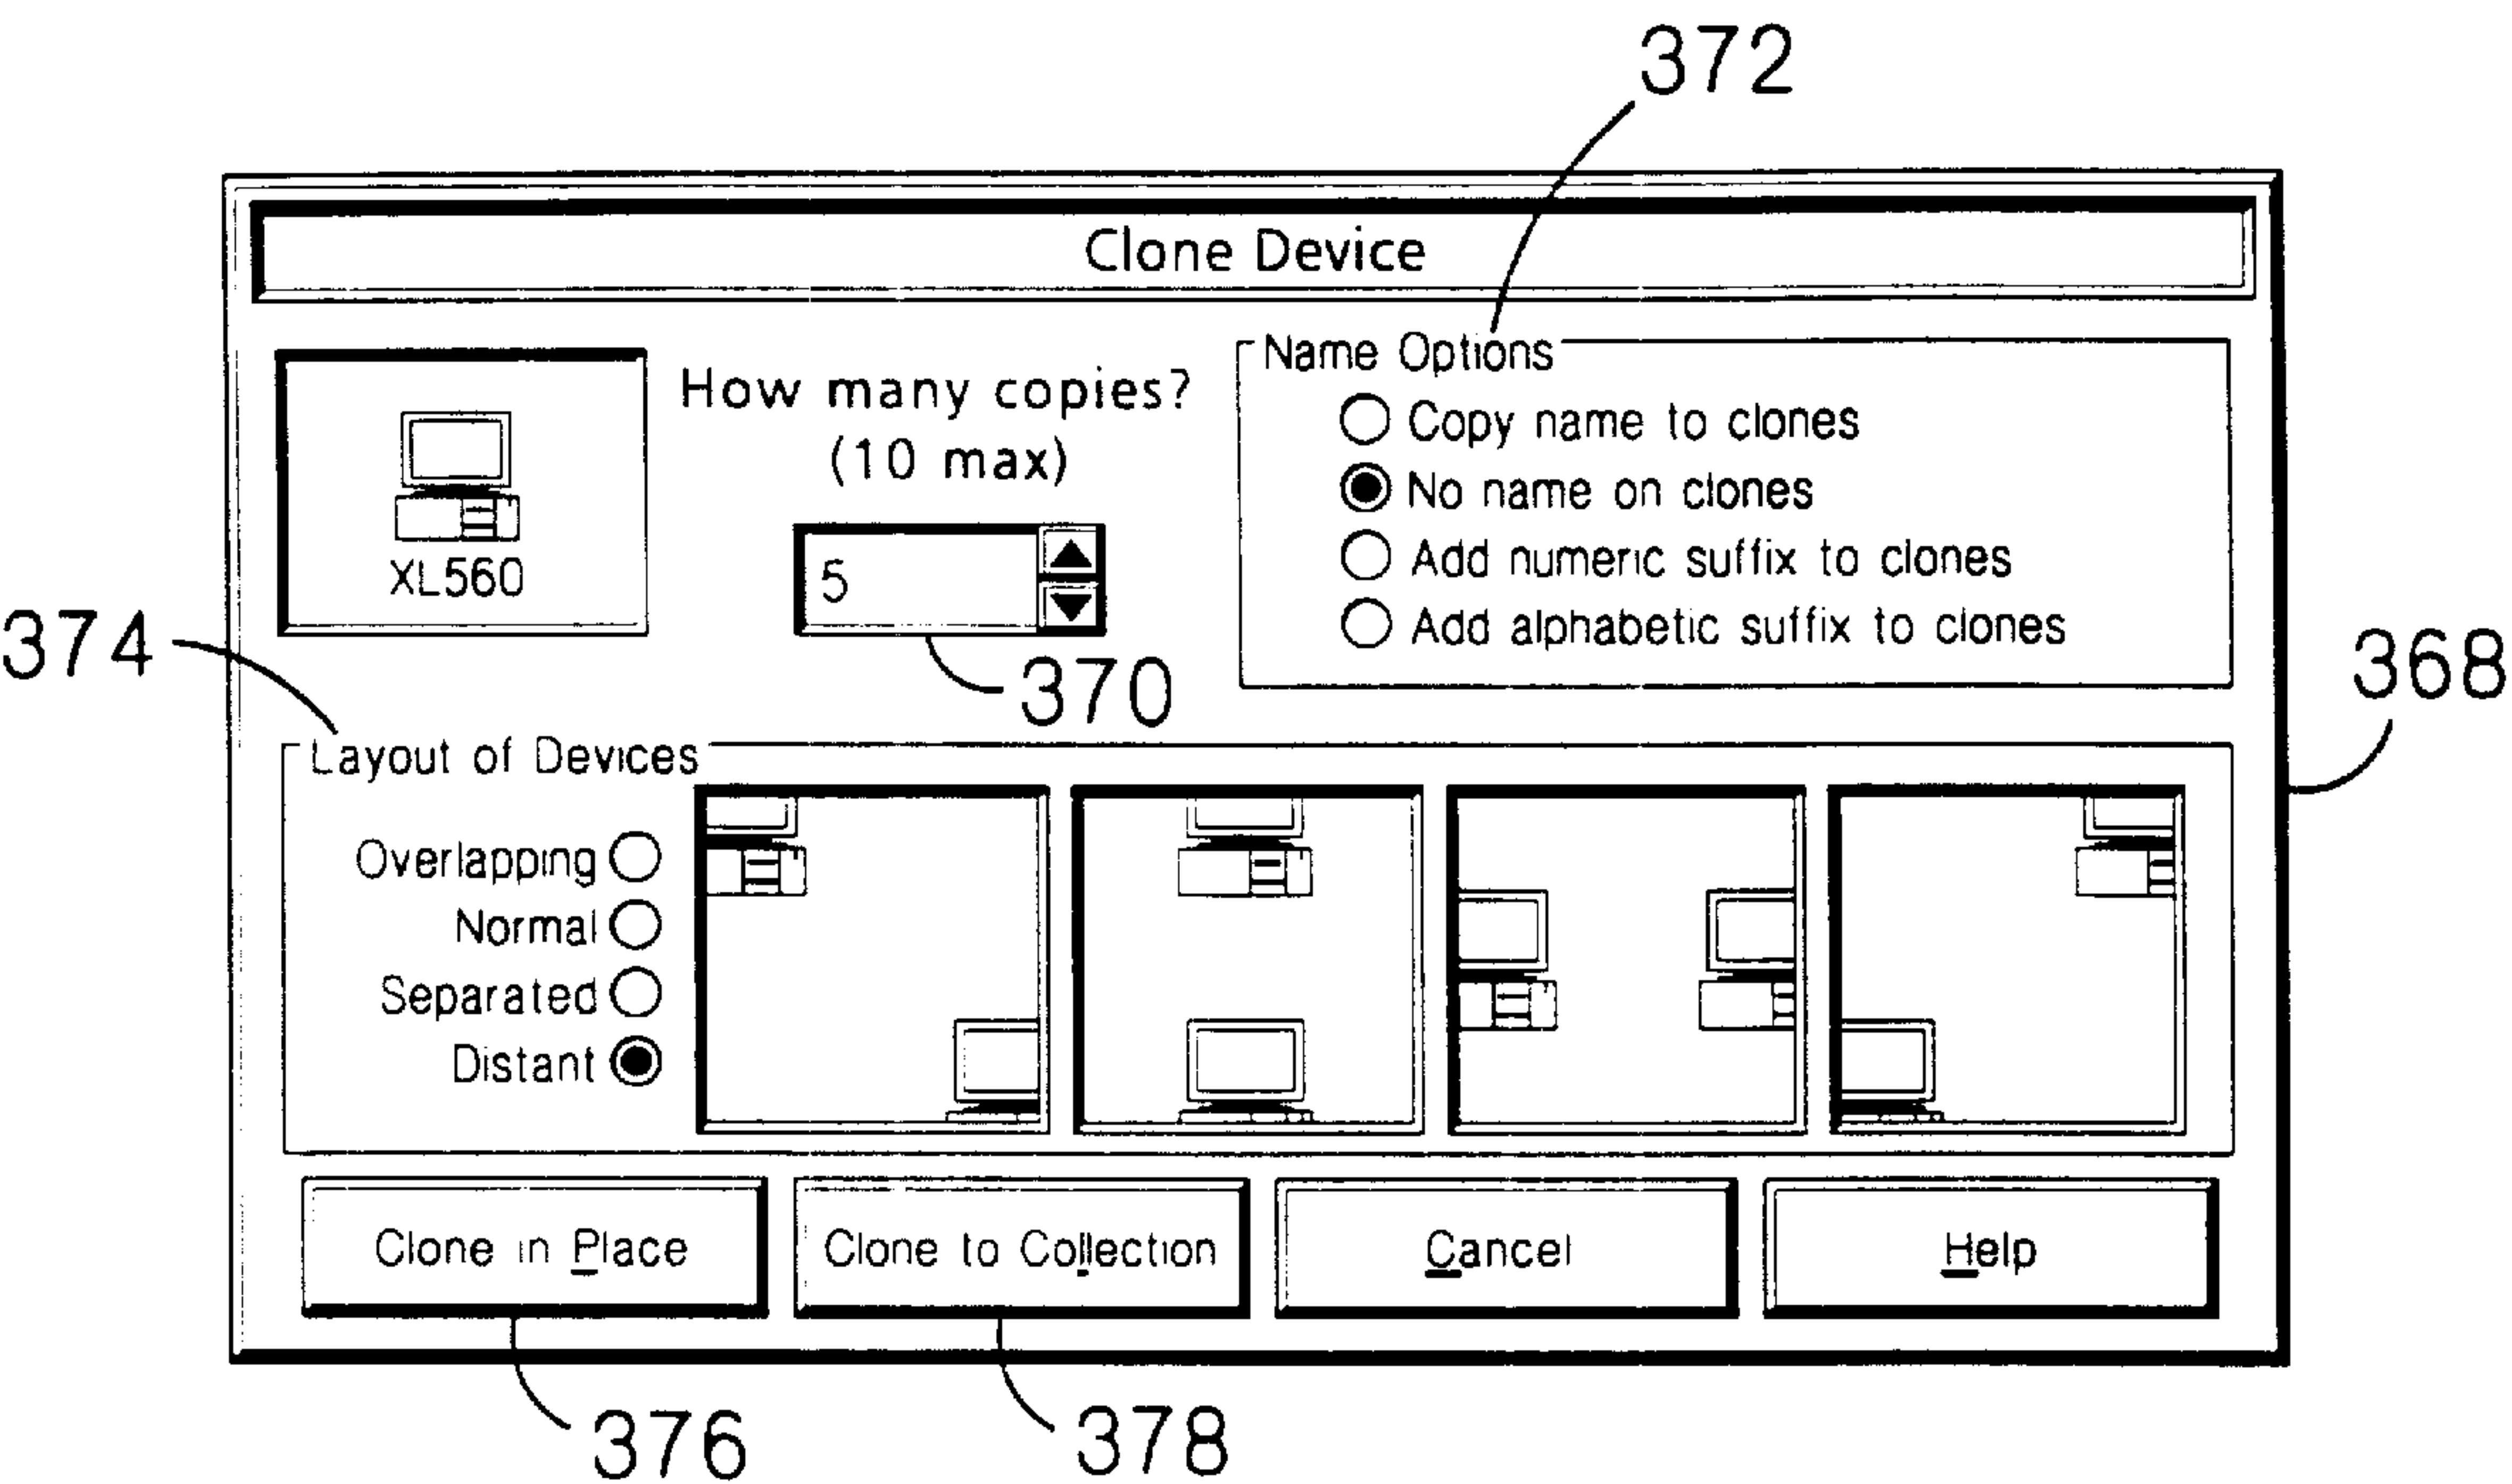 372
Clone Device
XL560
How many copies?
(10 max)
5
370
Name Options
Copy name to clones
No name on clones
Add numeric suffix to clones
Add alphabetic suffix to clones
374
368
Layout of Devices
Overlapping
Normal
Separated
Distant
Clone in Place
Clone to Collection
Cancel
Help
376
378